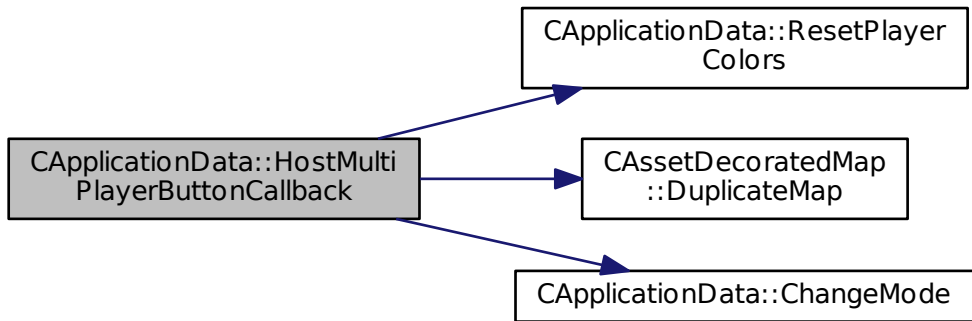 CApplicationData::HostMulti
PlayerButtonCallback
CApplicationData::ResetPlayer
Colors
CAssetDecoratedMap
::DuplicateMap
CApplicationData::ChangeMode